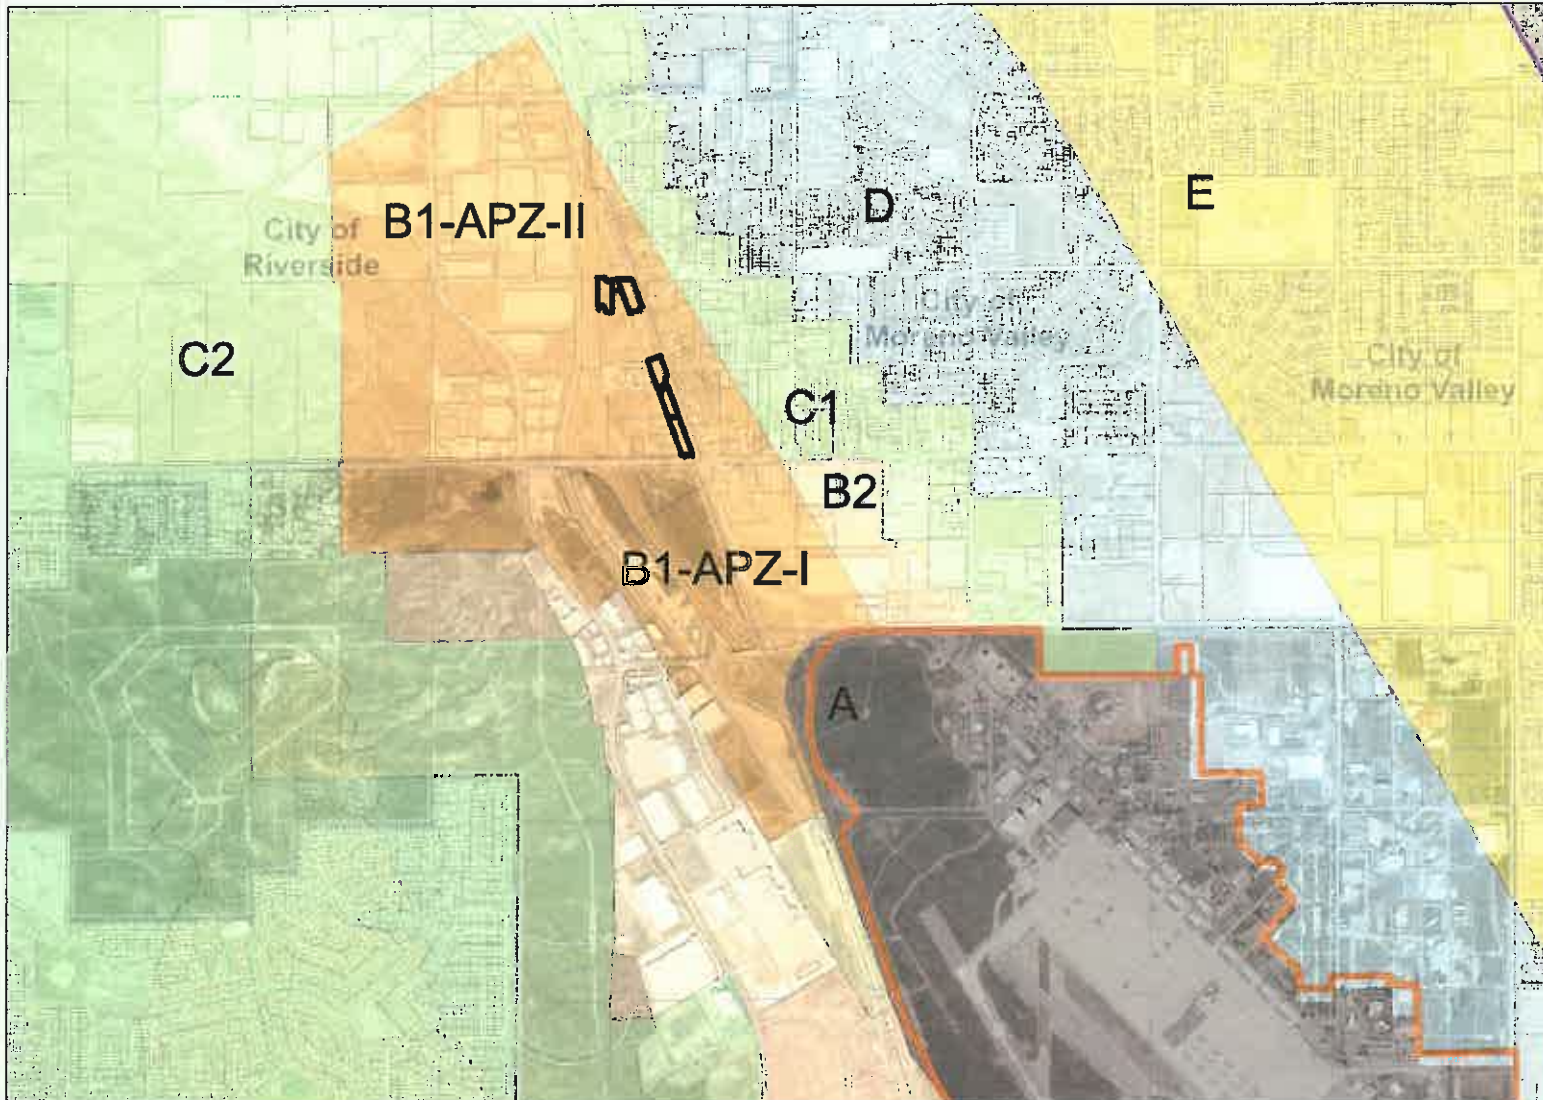 E
D
City of
Riverside
B1-APZ-II
City of
Moreno Valley
C2
City of
Moreno Valley
C1
B2
B1-APZ-I
A